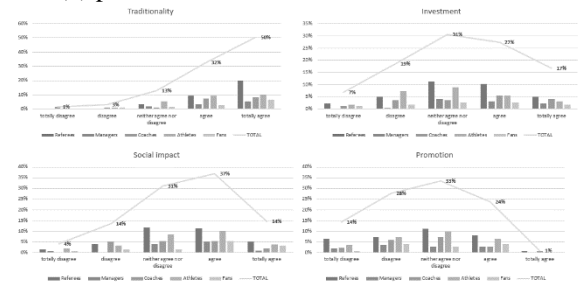 Traditionality
60%
50%
40%
30%
20%
10%
0%
1%
3%
13%
32%
50%
totally disagree
disagree
neither agree nor disagree
agree
totally agree
Referees
Managers
Coaches
Athletes
Fans
TOTAL
Investment
35%
30%
25%
20%
15%
10%
5%
0%
7%
19%
31%
27%
17%
totally disagree
disagree
neither agree nor disagree
agree
totally agree
Referees
Managers
Coaches
Athletes
Fans
TOTAL
Social impact
40%
35%
30%
25%
20%
15%
10%
5%
0%
4%
14%
31%
37%
14%
totally disagree
disagree
neither agree nor disagree
agree
totally agree
Referees
Managers
Coaches
Athletes
Fans
TOTAL
Promotion
40%
35%
30%
25%
20%
15%
10%
5%
0%
14%
28%
33%
24%
1%
totally disagree
disagree
neither agree nor disagree
agree
totally agree
Referees
Managers
Coaches
Athletes
Fans
TOTAL